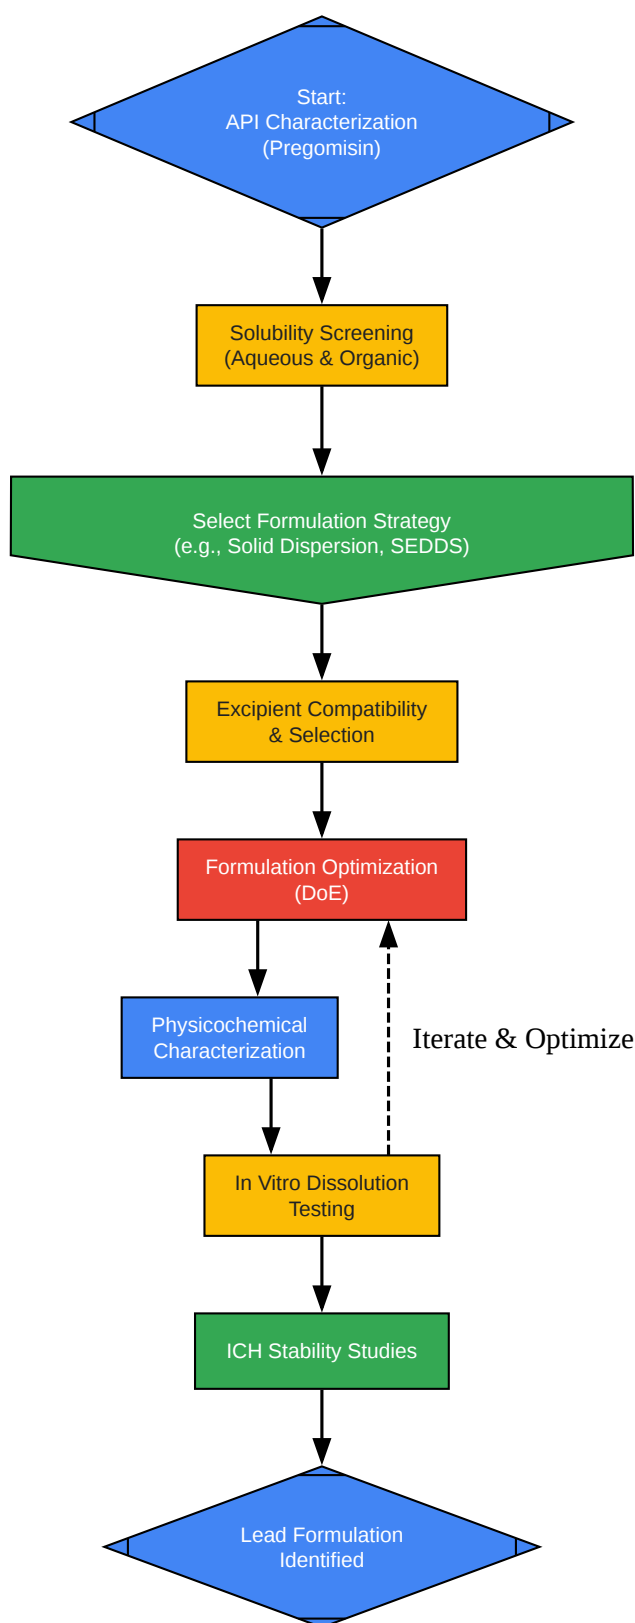 Start:
API Characterization
(Pregomisin)
Solubility Screening
(Aqueous & Organic)
Select Formulation Strategy
(e.g., Solid Dispersion, SEDDS)
Excipient Compatibility
& Selection
Formulation Optimization
(DoE)
Physicochemical
Characterization
Iterate & Optimize
In Vitro Dissolution
Testing
ICH Stability Studies
Lead Formulation
Identified